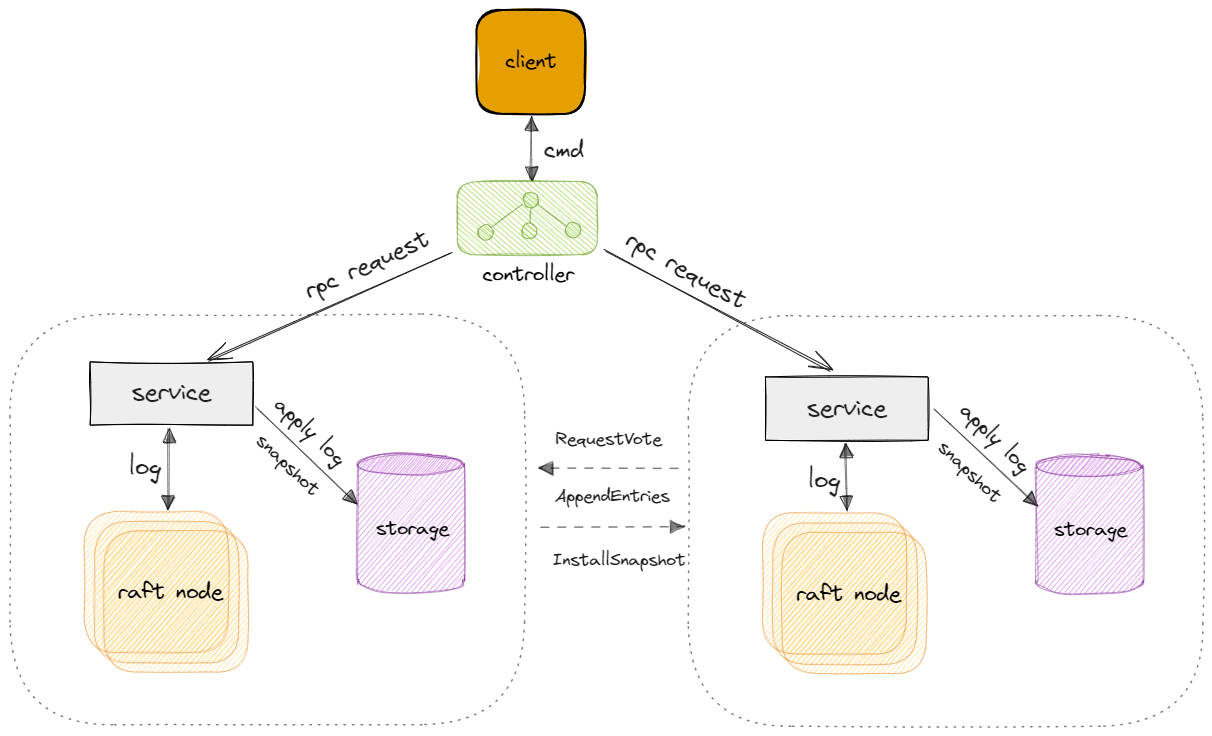 client
cmd
controller
rpc request
rpc request
service
apply log
snapshot
log
raft node
storage
RequestVote
AppendEntries
InstallSnapshot
service
apply log
snapshot
log
raft node
storage